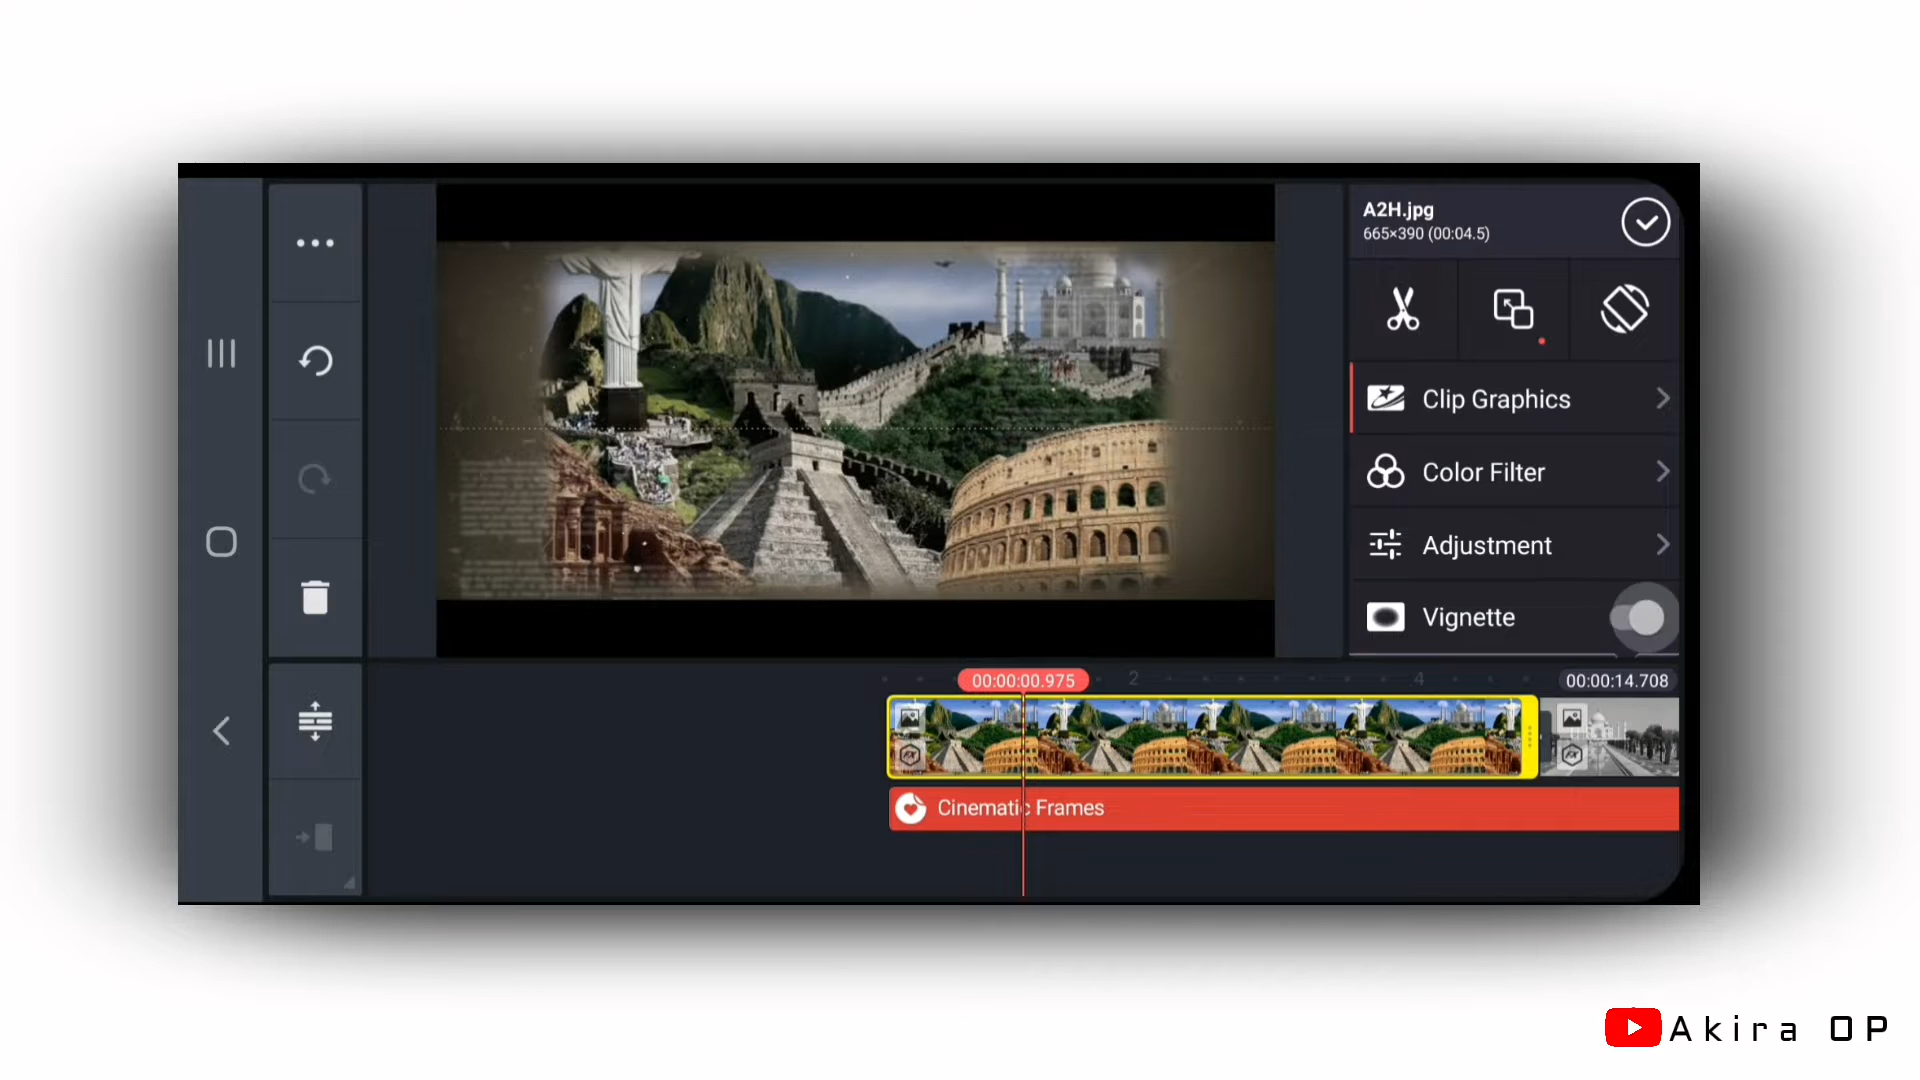 A2H.jpg
665×390 (00:04.5)
Clip Graphics
Color Filter
Adjustment
Vignette
00:00:00.975
2
4
00:00:14.708
Cinematic Frames
Akira OP